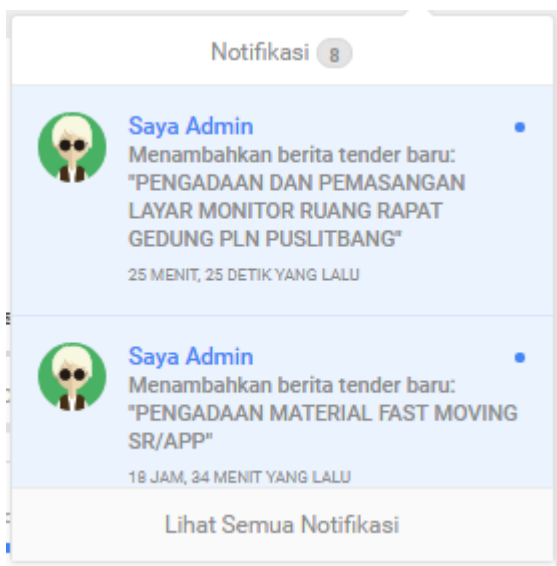 Notifikasi 8
Saya Admin
Menambahkan berita tender baru:
"PENGADAAN DAN PEMASANGAN
LAYAR MONITOR RUANG RAPAT
GEDUNG PLN PUSLITBANG"
25 MENIT, 25 DETIK YANG LALU
Saya Admin
Menambahkan berita tender baru:
"PENGADAAN MATERIAL FAST MOVING
SR/APP"
18 JAM, 34 MENIT YANG LALU
Lihat Semua Notifikasi